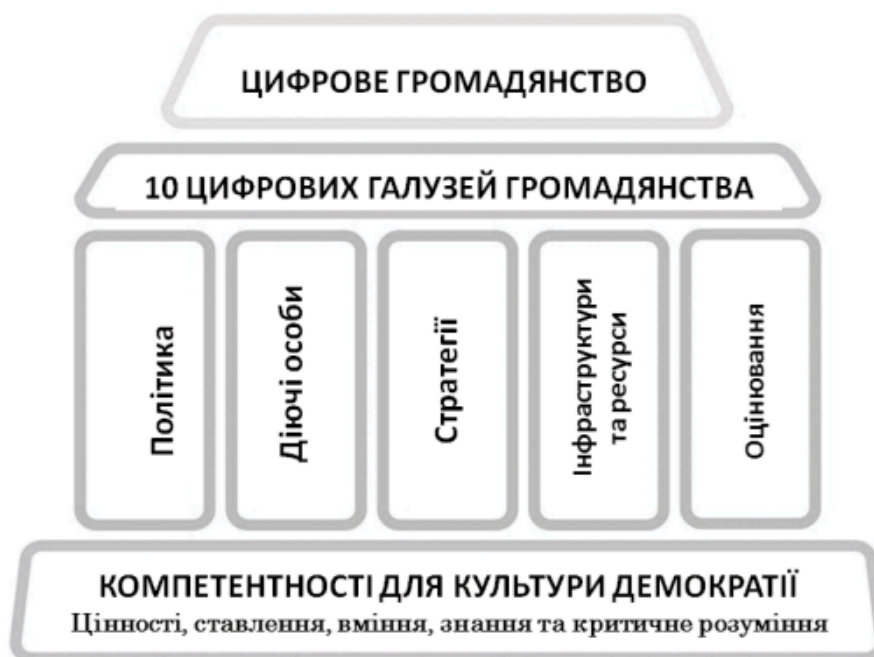 ЦИФРОВЕ ГРОМАДЯНСТВО
10 ЦИФРОВИХ ГАЛУЗЕЙ ГРОМАДЯНСТВА
Політика
Діючі особи
Стратегії
Інфраструктури
та ресурси
Оцінювання
КОМПЕТЕНТНОСТІ ДЛЯ КУЛЬТУРИ ДЕМОКРАТІЇ
Цінності, ставлення, вміння, знання та критичне розуміння